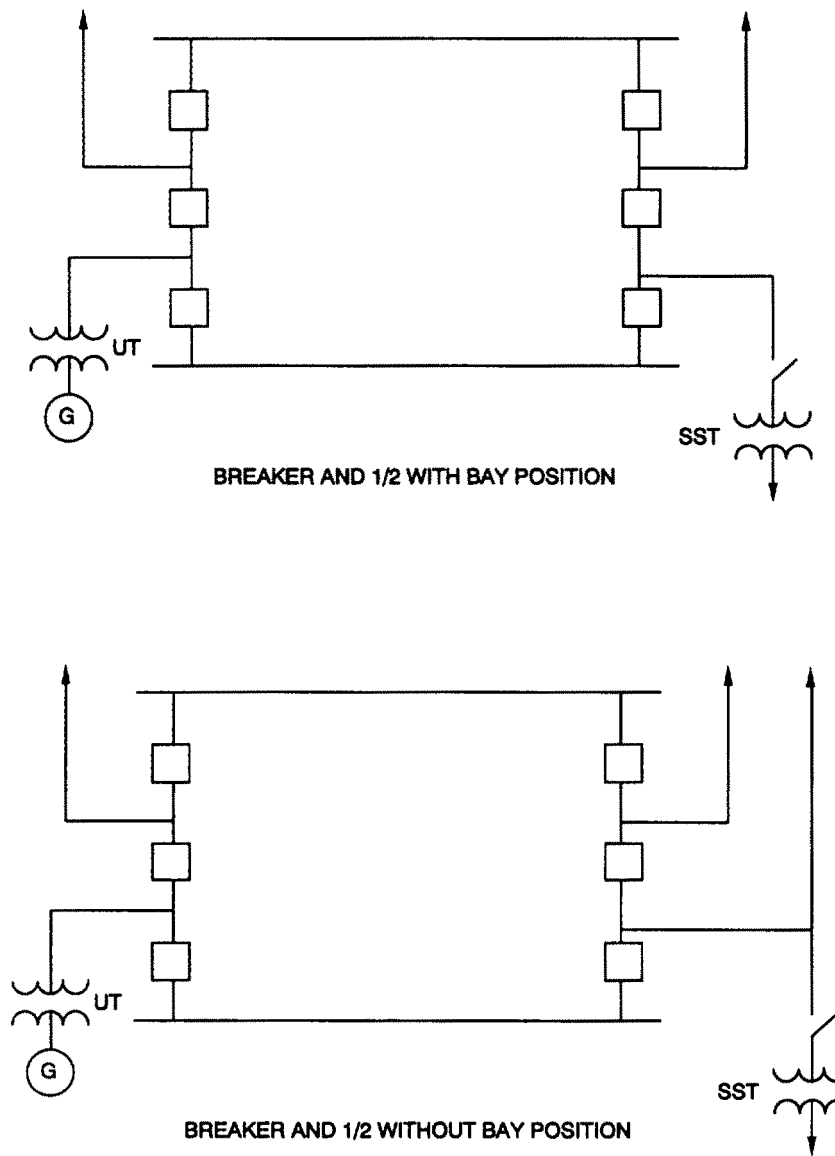 UT
G
SST
BREAKER AND 1/2 WITH BAY POSITION
UT
G
SST
BREAKER AND 1/2 WITHOUT BAY POSITION